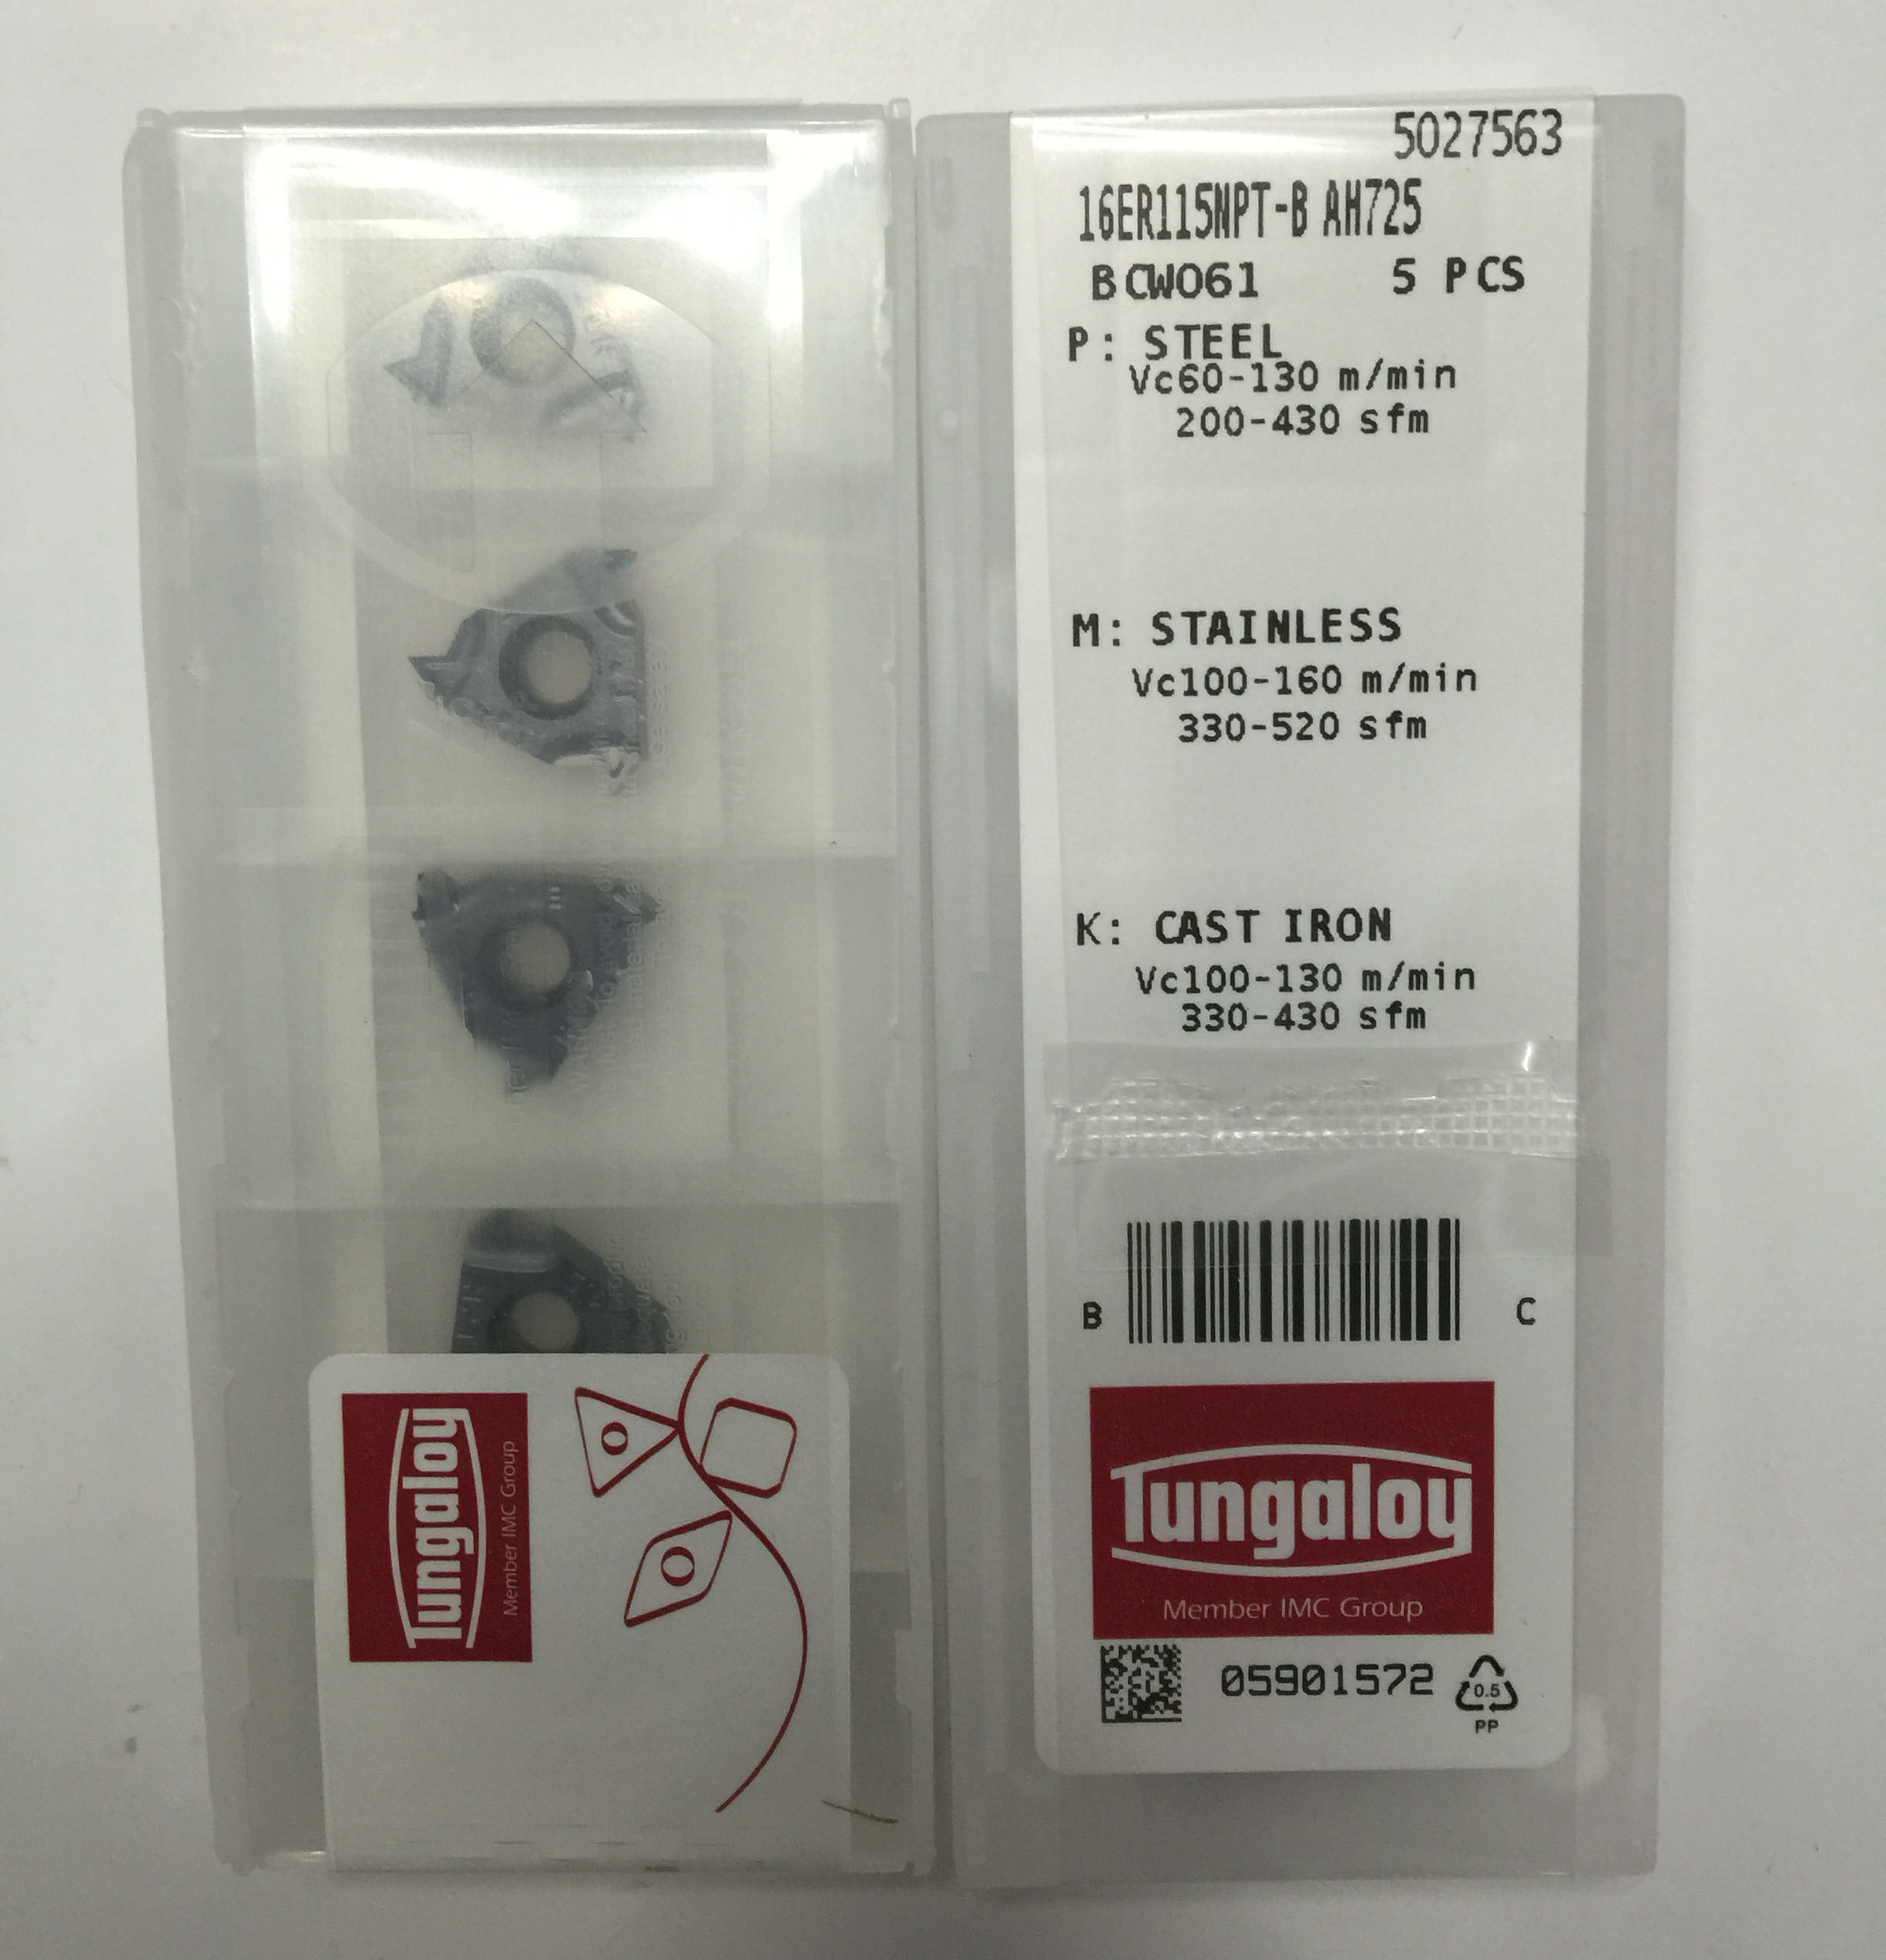 5027563
16ER115NPT-B AH725
BCW061 5 PCS
P: STEEL
Vc60-130 m/min
200-430 sfm
M: STAINLESS
Vc100-160 m/min
330-520 sfm
K: CAST IRON
Vc100-130 m/min
330-430 sfm
B C
Tungaloy
Member IMC Group
05901572
0.5
PP
Tungaloy
Member IMC Group